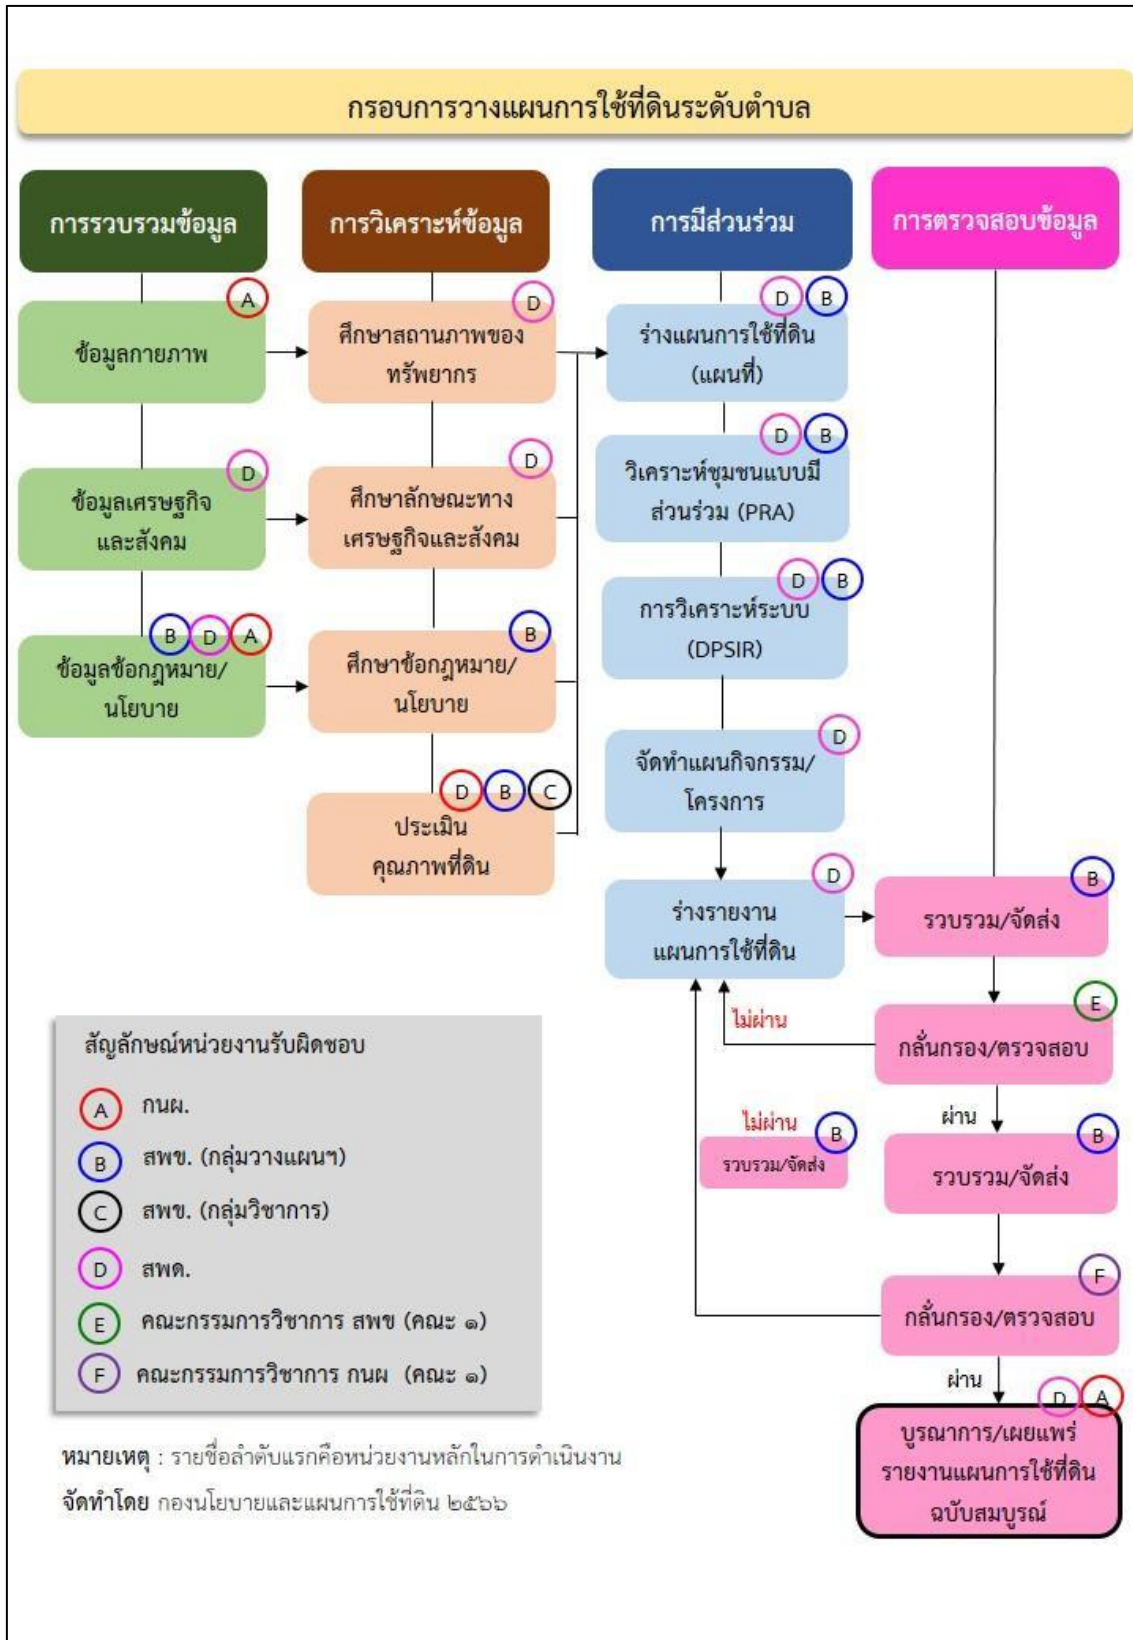 กรอบการวางแผนการใช้ที่ดินระดับตำบล
การรวบรวมข้อมูล
การวิเคราะห์ข้อมูล
การมีส่วนร่วม
การตรวจสอบข้อมูล
A
ข้อมูลกายภาพ
D
ข้อมูลเศรษฐกิจ
และสังคม
B D A
ข้อมูลข้อกฎหมาย/
นโยบาย
D
ศึกษาสถานภาพของ
ทรัพยากร
D
ศึกษาลักษณะทาง
เศรษฐกิจและสังคม
B
ศึกษาข้อกฎหมาย/
นโยบาย
D B C
ประเมิน
คุณภาพที่ดิน
D B
ร่างแผนการใช้ที่ดิน
(แผนที่)
D B
วิเคราะห์ชุมชนแบบมี
ส่วนร่วม (PRA)
D B
การวิเคราะห์ระบบ
(DPSIR)
D
จัดทำแผนกิจกรรม/
โครงการ
D
ร่างรายงาน
แผนการใช้ที่ดิน
B
รวบรวม/จัดส่ง
E
กลั่นกรอง/ตรวจสอบ
ไม่ผ่าน
ผ่าน
ไม่ผ่าน
B
รวบรวม/จัดส่ง
B
รวบรวม/จัดส่ง
F
กลั่นกรอง/ตรวจสอบ
ผ่าน
D A
บูรณาการ/เผยแพร่
รายงานแผนการใช้ที่ดิน
ฉบับสมบูรณ์
สัญลักษณ์หน่วยงานรับผิดชอบ
A กนผ.
B สพข. (กลุ่มวางแผนฯ)
C สพข. (กลุ่มวิชาการ)
D สพด.
E คณะกรรมการวิชาการ สพข (คณะ ๑)
F คณะกรรมการวิชาการ กนผ (คณะ ๑)
หมายเหตุ : รายชื่อลำดับแรกคือหน่วยงานหลักในการดำเนินงาน
จัดทำโดย กองนโยบายและแผนการใช้ที่ดิน ๒๕๖๖